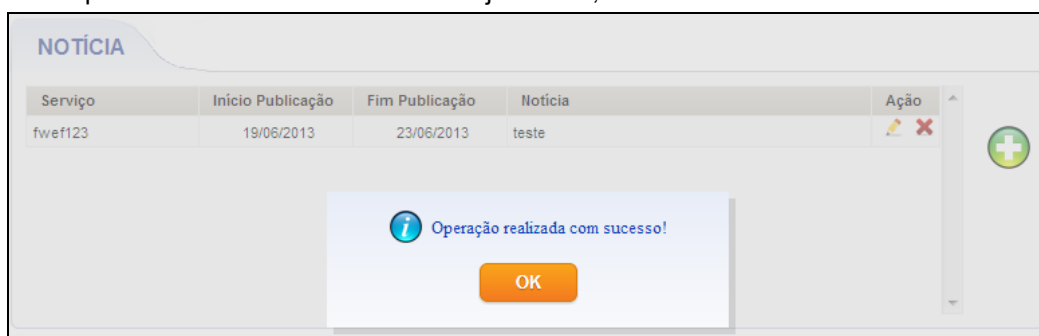 NOTÍCIA
Serviço Início Publicação Fim Publicação Notícia Ação
fwef123 19/06/2013 23/06/2013 teste
Operação realizada com sucesso!
OK